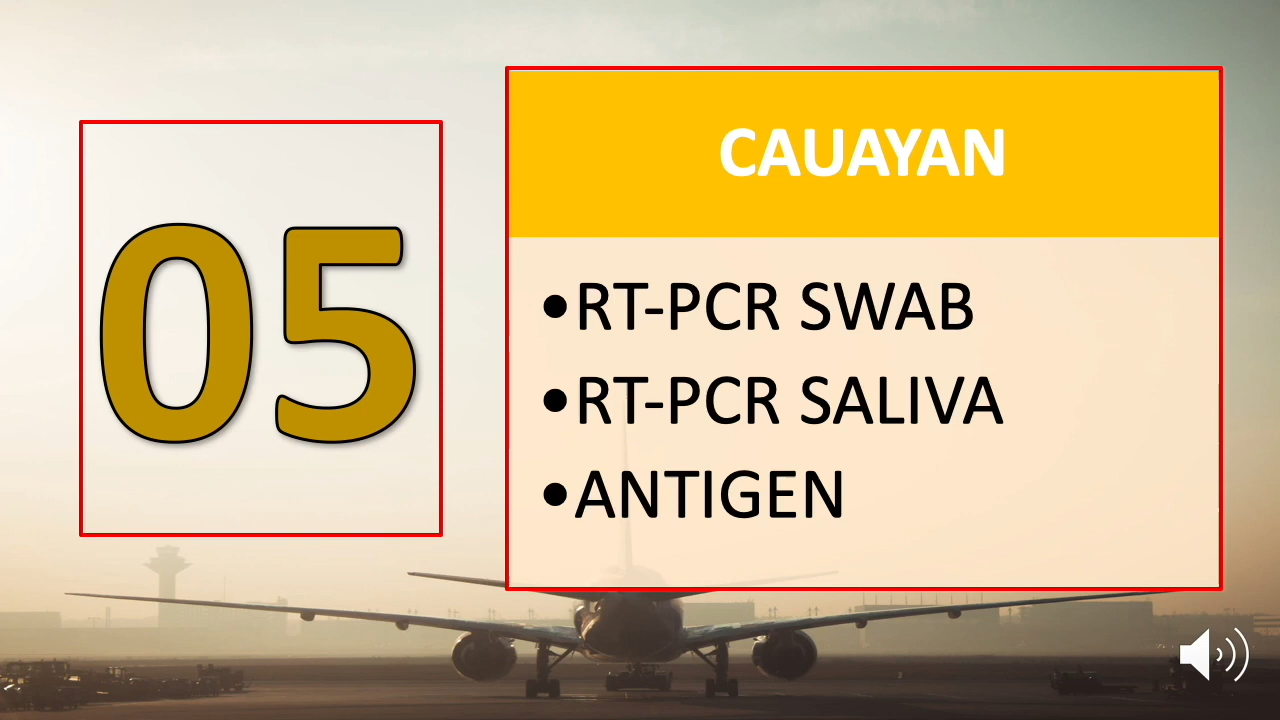 05
CAUAYAN
•RT-PCR SWAB
•RT-PCR SALIVA
•ANTIGEN